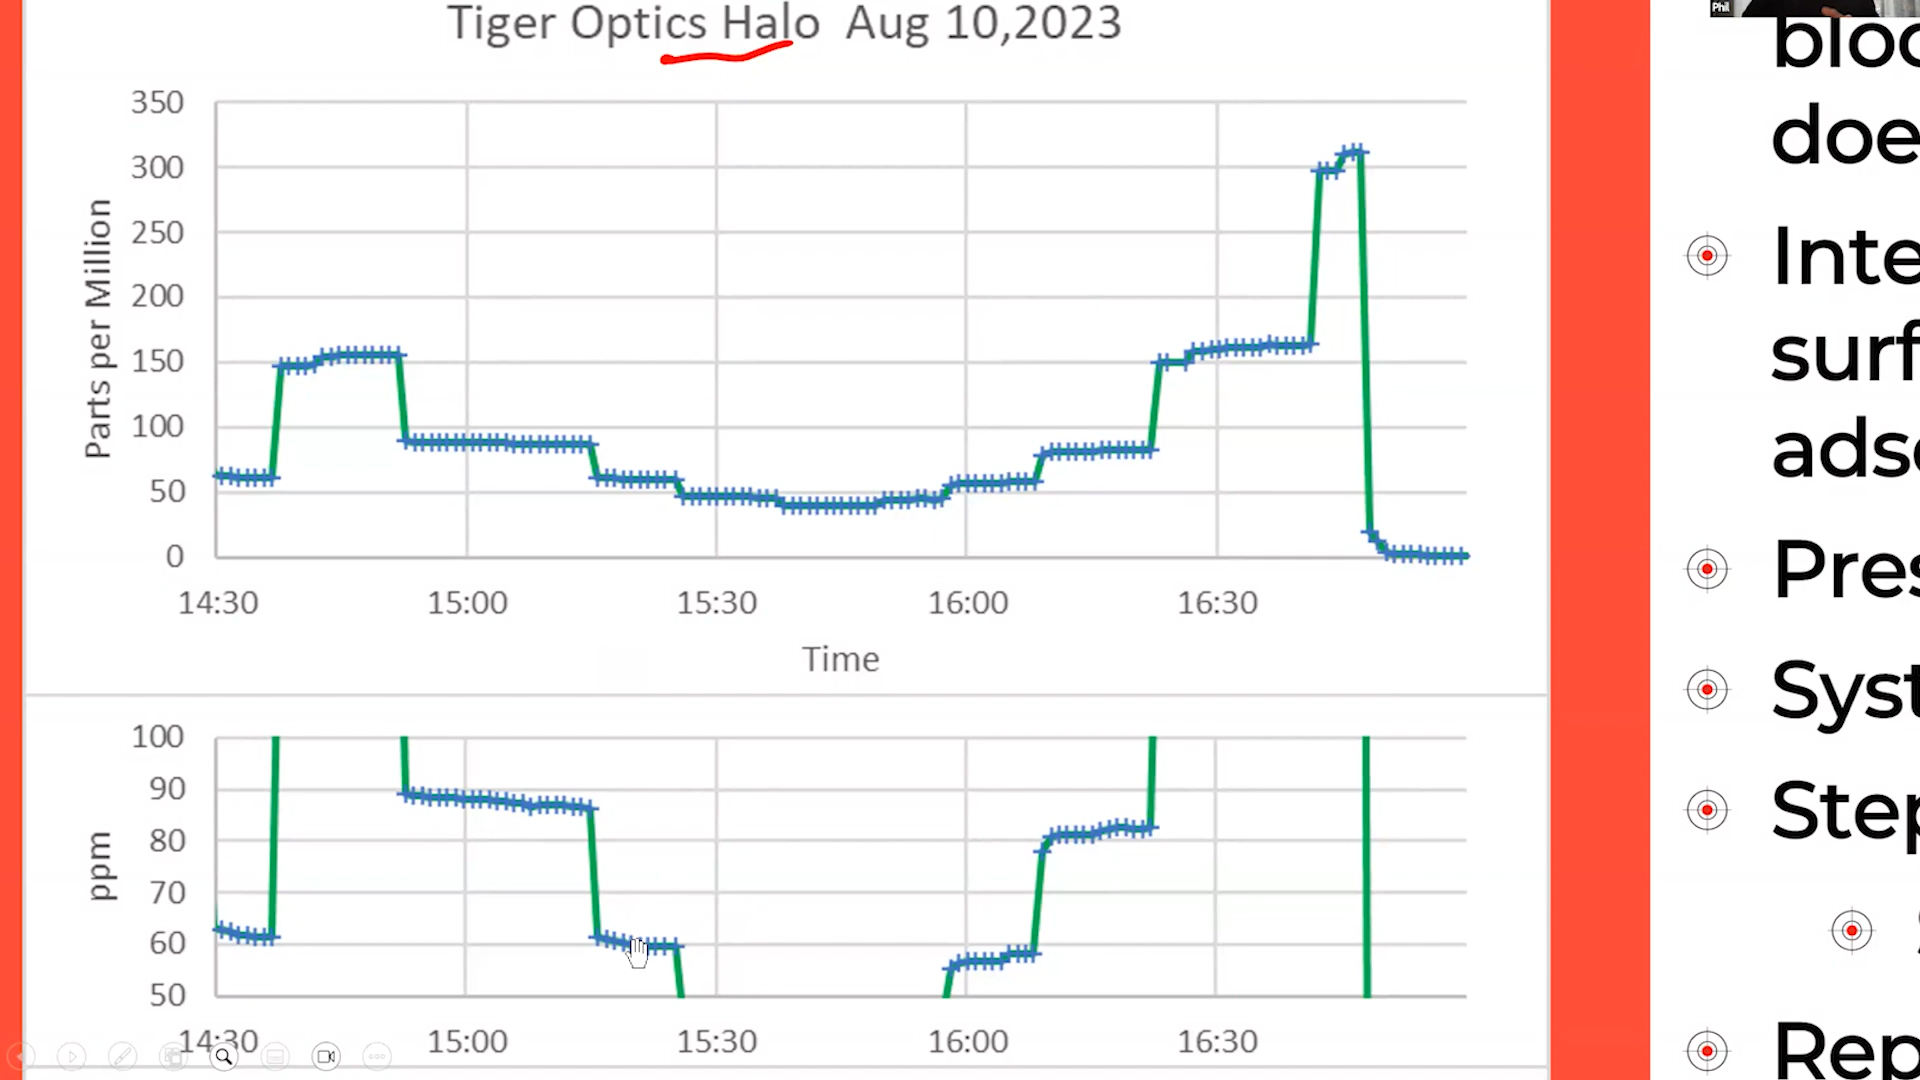 Tiger Optics Halo Aug 10,2023
350
300
250
200
150
100
50
0
Parts per Million
14:30 15:00 15:30 16:00 16:30
Time
100
90
80
70
60
50
ppm
14:30 15:00 15:30 16:00 16:30
Phil
bloc
doe
Inte
surf
adso
Pres
Syst
Step
Rep